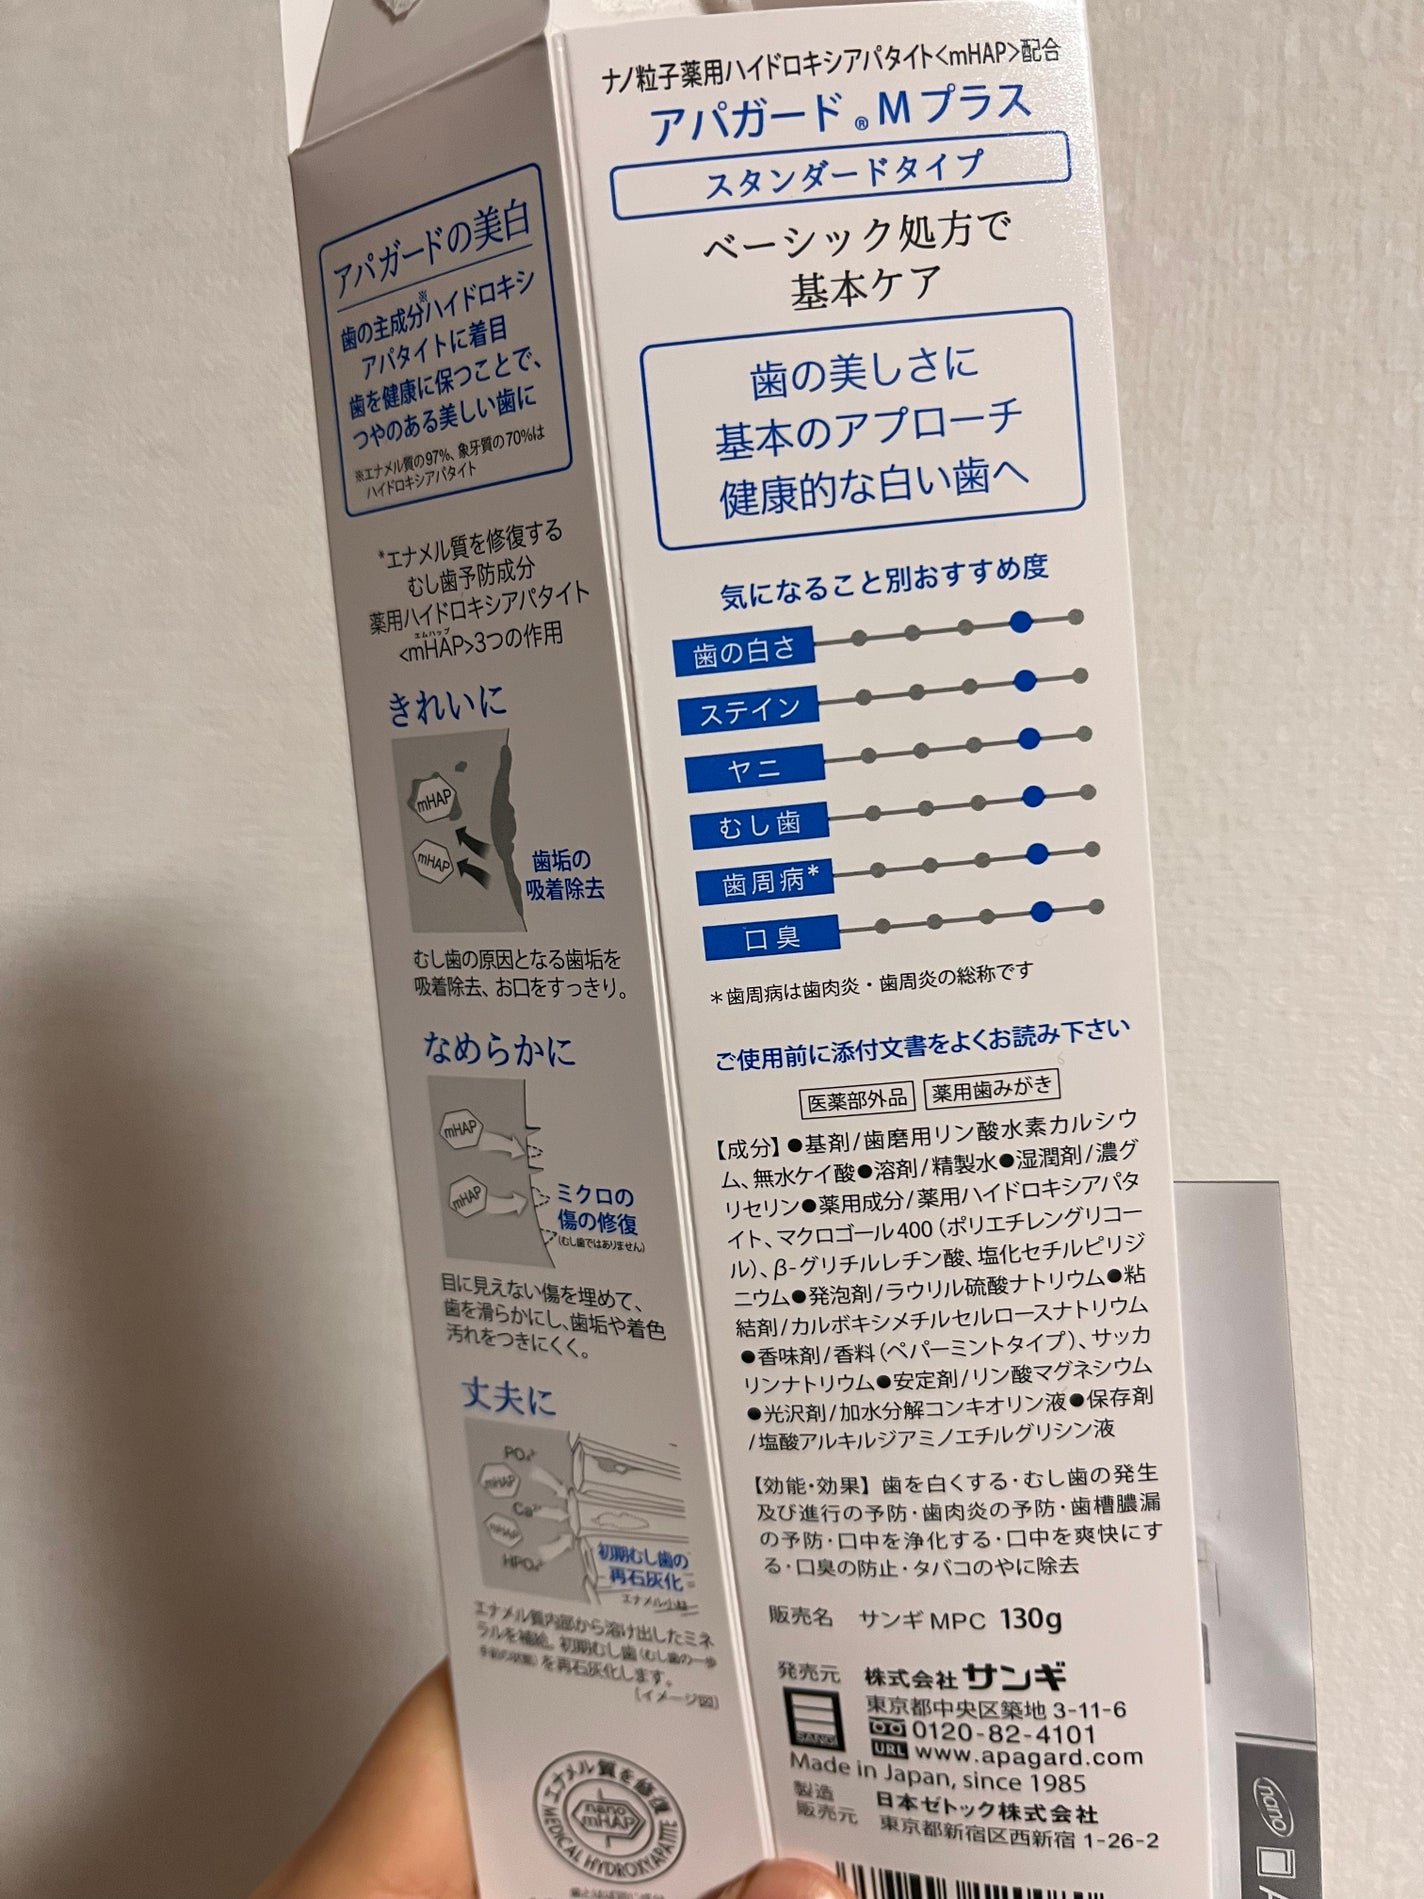 アパガードの美白
歯の主成分※ハイドロキシ
アパタイトに着目
歯を健康に保つことで、
つやのある美しい歯に
※エナメル質の97%、象牙質の70%は
ハイドロキシアパタイト
*エナメル質を修復する
むし歯予防成分
薬用ハイドロキシアパタイト
エムハップ
<mHAP>3つの作用
きれいに
mHAP
mHAP
歯垢の
吸着除去
むし歯の原因となる歯垢を
吸着除去、お口をすっきり。
なめらかに
mHAP
mHAP
ミクロの
傷の修復
(むし歯ではありません)
目に見えない傷を埋めて、
歯を滑らかにし、歯垢や着色
汚れをつきにくく。
丈夫に
mHAP
mHAP
初期むし歯の
再石灰化
エナメル小柱
エナメル質内部から溶け出したミネ
ラルを補給。初期むし歯(むし歯の一歩
手前の状態)を再石灰化します。
[イメージ図]
エナメル質を修復
nano
mHAP
MEDICAL HYDROXYAPATITE
ナノ粒子薬用ハイドロキシアパタイト<mHAP>配合
アパガード®Mプラス
スタンダードタイプ
ベーシック処方で
基本ケア
歯の美しさに
基本のアプローチ
健康的な白い歯へ
気になること別おすすめ度
歯の白さ
ステイン
ヤニ
むし歯
歯周病*
口臭
*歯周病は歯肉炎・歯周炎の総称です
ご使用前に添付文書をよくお読み下さい
医薬部外品 薬用歯みがき
【成分】●基剤/歯磨用リン酸水素カルシウ
ム、無水ケイ酸●溶剤/精製水●湿潤剤/濃グ
リセリン●薬用成分/薬用ハイドロキシアパタ
イト、マクロゴール400(ポリエチレングリコー
ル)、β-グリチルレチン酸、塩化セチルピリジ
ニウム●発泡剤/ラウリル硫酸ナトリウム●粘
結剤/カルボキシメチルセルロースナトリウム
●香味剤/香料(ペパーミントタイプ)、サッカ
リンナトリウム●安定剤/リン酸マグネシウム
●光沢剤/加水分解コンキオリン液●保存剤
/塩酸アルキルジアミノエチルグリシン液
【効能・効果】歯を白くする・むし歯の発生
及び進行の予防・歯肉炎の予防・歯槽膿漏
の予防・口中を浄化する・口中を爽快にす
る・口臭の防止・タバコのやに除去
販売名 サンギMPC 130g
発売元 株式会社サンギ
SANGI
東京都中央区築地 3-11-6
0120-82-4101
URL www.apagard.com
Made in Japan, since 1985
製造
販売元 日本ゼトック株式会社
東京都新宿区西新宿 1-26-2
nano